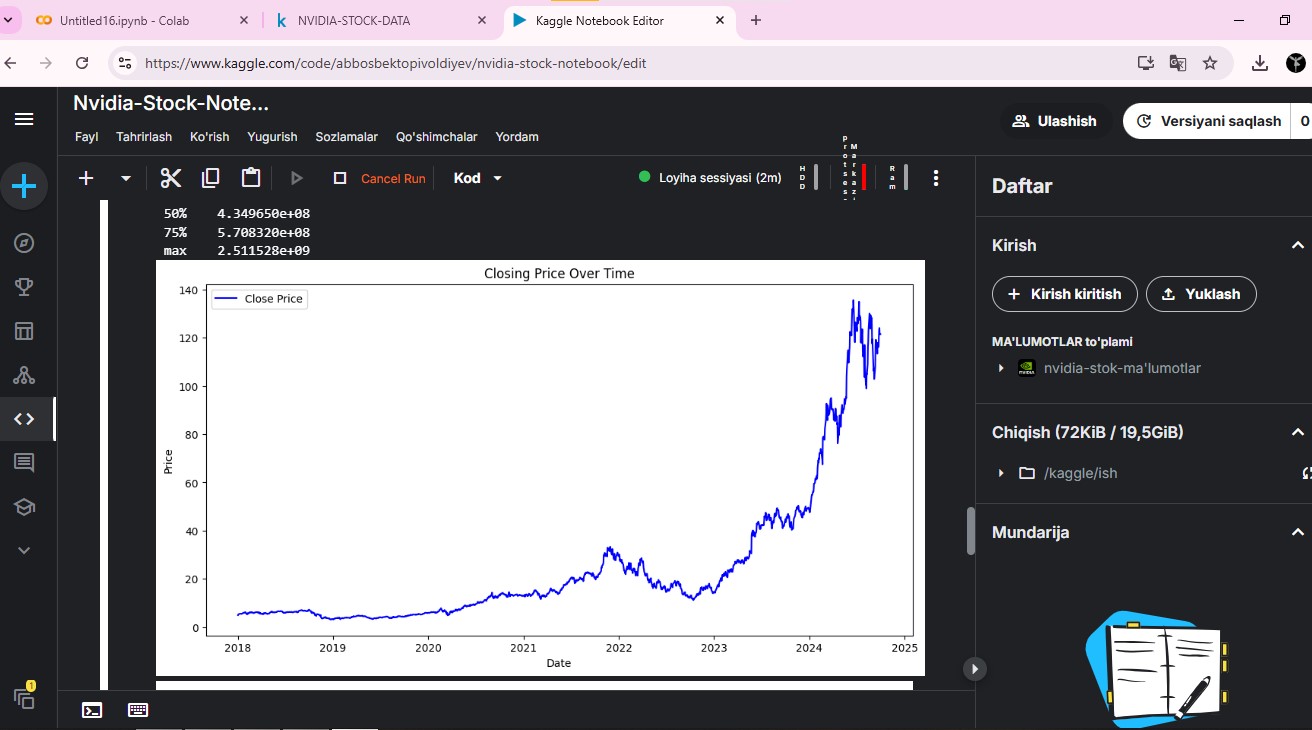 Untitled16.ipynb - Colab
NVIDIA-STOCK-DATA
Kaggle Notebook Editor
https://www.kaggle.com/code/abbosbektopivoldiyev/nvidia-stock-notebook/edit
Nvidia-Stock-Note...
Fayl Tahrirlash Ko'rish Yugurish Sozlamalar Qo'shimchalar Yordam
Ulashish
Versiyani saqlash 0
Cancel Run
Kod
Loyiha sessiyasi (2m)
HDD
Ram
50% 4.349650e+08
75% 5.708320e+08
max 2.511528e+09
Closing Price Over Time
Close Price
140
120
100
80
60
40
20
0
Price
2018 2019 2020 2021 2022 2023 2024 2025
Date
Daftar
Kirish
+ Kirish kiritish
Yuklash
MA'LUMOTLAR to'plami
NVIDIA
nvidia-stok-ma'lumotlar
Chiqish (72KiB / 19,5GiB)
/kaggle/ish
Mundarija
1